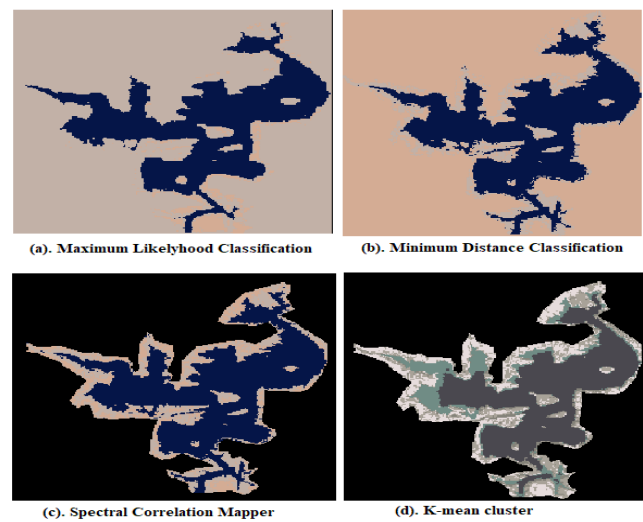 (a). Maximum Likelyhood Classification
(b). Minimum Distance Classification
(c). Spectral Correlation Mapper
(d). K-mean cluster